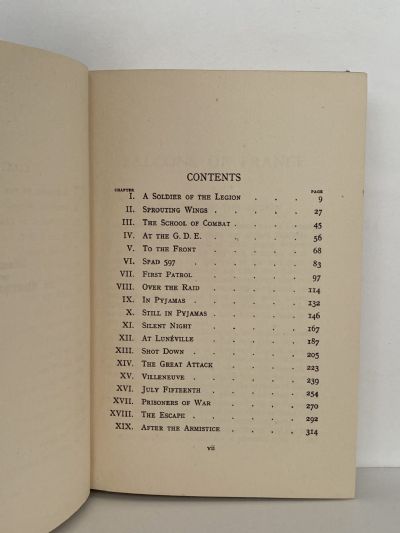 CONTENTS
CHAPTER PAGE
I. A Soldier of the Legion . . . 9
II. Sprouting Wings . . . . . 27
III. The School of Combat . . . . 45
IV. At the G. D. E. . . . . . 56
V. To the Front . . . . . 68
VI. Spad 597 . . . . . 83
VII. First Patrol . . . . . 97
VIII. Over the Raid . . . . . 114
IX. In Pyjamas . . . . . 132
X. Still in Pyjamas . . . . . 146
XI. Silent Night . . . . . 167
XII. At Lunéville . . . . . 187
XIII. Shot Down . . . . . 205
XIV. The Great Attack . . . . 223
XV. Villeneuve . . . . . 239
XVI. July Fifteenth . . . . . 254
XVII. Prisoners of War . . . . 270
XVIII. The Escape . . . . . 292
XIX. After the Armistice . . . . 314
vii